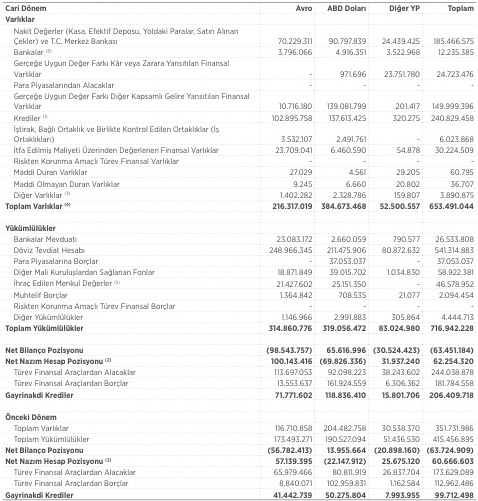 Cari Dönem Avro ABD Doları Diğer YP Toplam
Varlıklar
Nakit Değerler (Kasa, Efektif Deposu, Yoldaki Paralar, Satın Alınan
Çekler) ve T.C. Merkez Bankası 70.229.311 90.797.839 24.439.425 185.466.575
Bankalar 3.796.066 4.916.351 3.522.968 12.235.385
Gerçeğe Uygun Değer Farkı Kâr veya Zarara Yansıtılan Finansal
Varlıklar - 971.696 23.751.780 24.723.476
Para Piyasalarından Alacaklar - - - -
Gerçeğe Uygun Değer Farkı Diğer Kapsamlı Gelire Yansıtılan Finansal
Varlıklar 10.716.180 139.081.799 201.417 149.999.396
Krediler (1) 102.895.758 137.613.425 320.275 240.829.458
İştirak, Bağlı Ortaklık ve Birlikte Kontrol Edilen Ortaklıklar (İş
Ortaklıkları) 3.532.107 2.491.761 - 6.023.868
İtfa Edilmiş Maliyeti Üzerinden Değerlenen Finansal Varlıklar 23.709.041 6.460.590 54.878 30.224.509
Riskten Korunma Amaçlı Türev Finansal Varlıklar - - - -
Maddi Duran Varlıklar 27.029 4.561 29.205 60.795
Maddi Olmayan Duran Varlıklar 9.245 6.660 20.802 36.707
Diğer Varlıklar (3) 1.402.282 2.328.786 159.807 3.890.875
Toplam Varlıklar (4) 216.317.019 384.673.468 52.500.557 653.491.044
Yükümlülükler
Bankalar Mevduatı 23.083.172 2.660.059 790.577 26.533.808
Döviz Tevdiat Hesabı 248.966.345 211.475.906 80.872.632 541.314.883
Para Piyasalarına Borçlar - 37.053.037 - 37.053.037
Diğer Mali Kuruluşlardan Sağlanan Fonlar 18.871.849 39.015.702 1.034.830 58.922.381
İhraç Edilen Menkul Değerler (5) 21.427.602 25.151.350 - 46.578.952
Muhtelif Borçlar 1.364.842 708.535 21.077 2.094.454
Riskten Korunma Amaçlı Türev Finansal Borçlar - - - -
Diğer Yükümlülükler 1.146.966 2.991.883 305.864 4.444.713
Toplam Yükümlülükler 314.860.776 319.056.472 83.024.980 716.942.228
Net Bilanço Pozisyonu (98.543.757) 65.616.996 (30.524.423) (63.451.184)
Net Nazım Hesap Pozisyonu (2) 100.143.416 (69.826.336) 31.937.240 62.254.320
Türev Finansal Araçlardan Alacaklar 113.697.053 92.098.223 38.243.602 244.038.878
Türev Finansal Araçlardan Borçlar 13.553.637 161.924.559 6.306.362 181.784.558
Gayrinakdi Krediler 71.771.602 118.836.410 15.801.706 206.409.718
Önceki Dönem
Toplam Varlıklar 116.710.858 204.482.758 30.538.370 351.731.986
Toplam Yükümlülükler 173.493.271 190.527.094 51.436.530 415.456.895
Net Bilanço Pozisyonu (56.782.413) 13.955.664 (20.898.160) (63.724.909)
Net Nazım Hesap Pozisyonu (2) 57.139.395 (22.147.912) 25.675.120 60.666.603
Türev Finansal Araçlardan Alacaklar 65.979.466 80.811.919 26.837.704 173.629.089
Türev Finansal Araçlardan Borçlar 8.840.071 102.959.831 1.162.584 112.962.486
Gayrinakdi Krediler 41.442.739 50.275.804 7.993.955 99.712.498